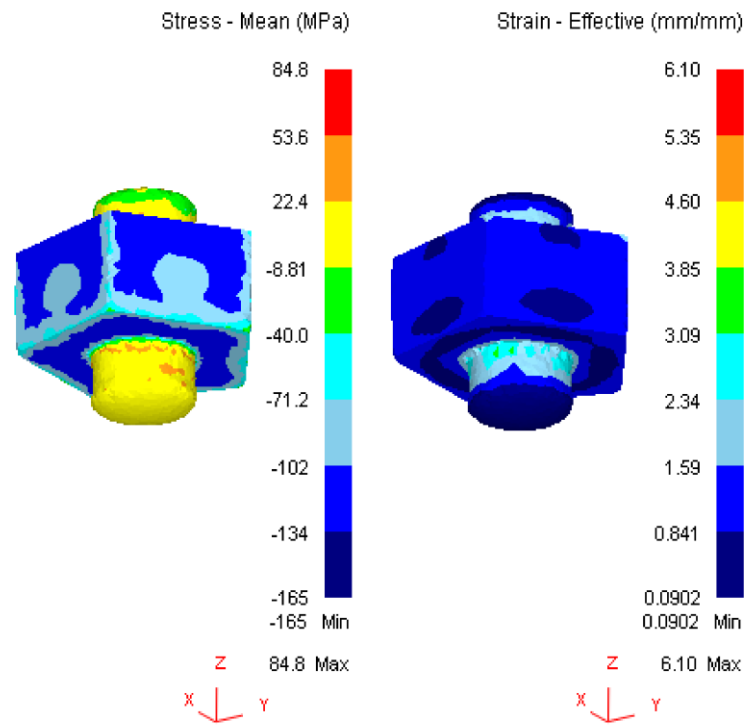 Stress - Mean (MPa)
84.8
53.6
22.4
-8.81
-40.0
-71.2
-102
-134
-165
-165 Min
84.8 Max
Z
X
Y
Strain - Effective (mm/mm)
6.10
5.35
4.60
3.85
3.09
2.34
1.59
0.841
0.0902
0.0902 Min
6.10 Max
Z
X
Y